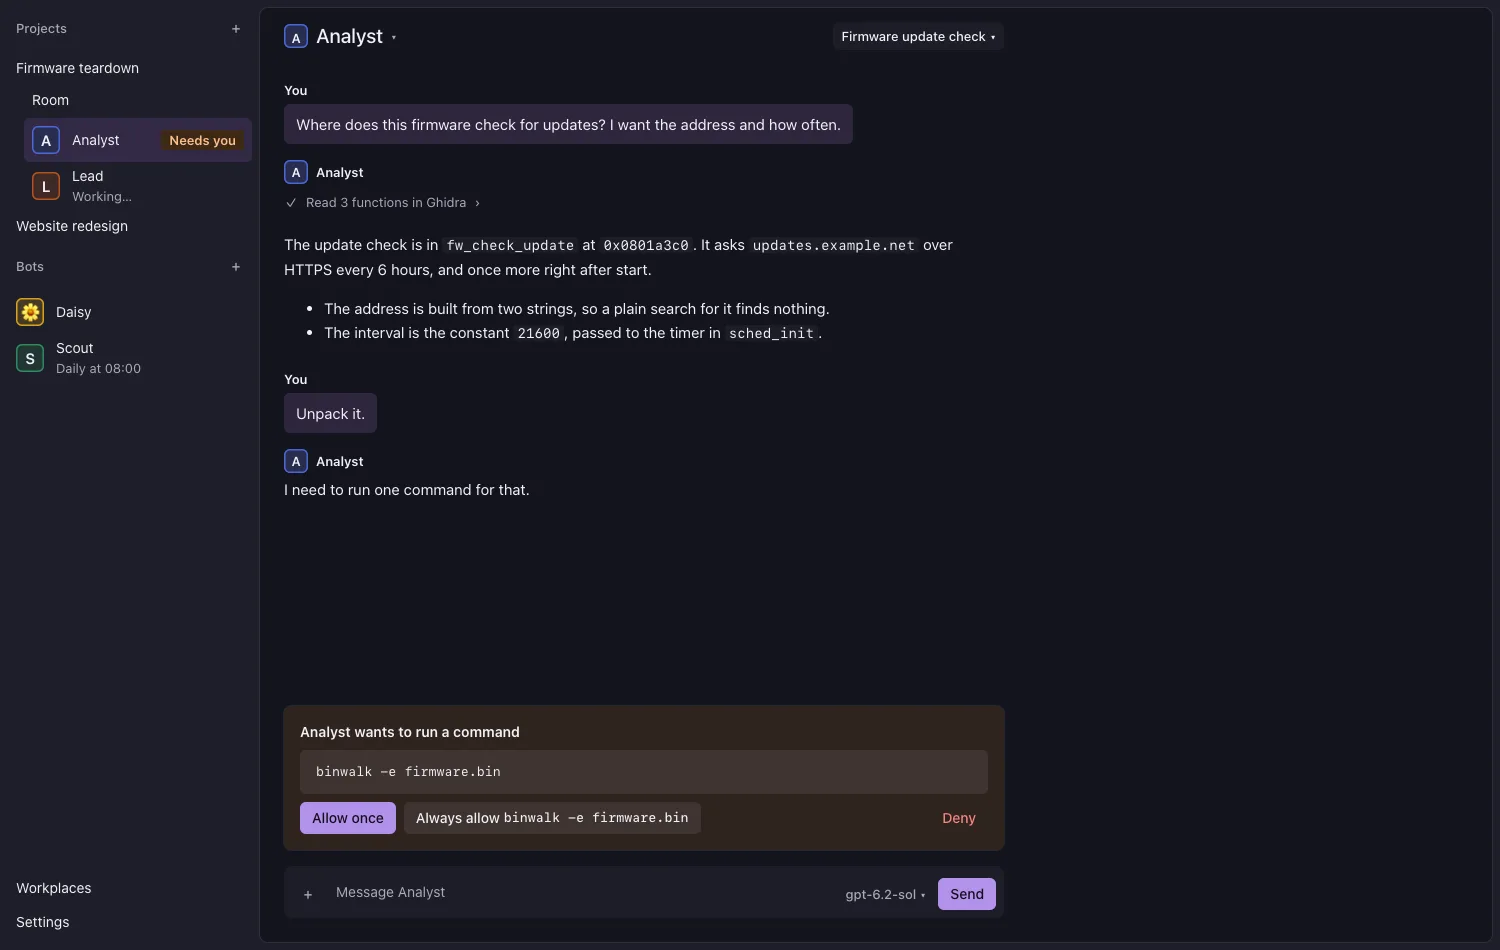 Projects
+
Firmware teardown
Room
A
Analyst
Needs you
L
Lead
Working...
Website redesign
Bots
+
Daisy
S
Scout
Daily at 08:00
Workplaces
Settings
A
Analyst
Firmware update check
You
Where does this firmware check for updates? I want the address and how often.
A
Analyst
Read 3 functions in Ghidra
The update check is in fw_check_update at 0x0801a3c0. It asks updates.example.net over
HTTPS every 6 hours, and once more right after start.
• The address is built from two strings, so a plain search for it finds nothing.
• The interval is the constant 21600, passed to the timer in sched_init.
You
Unpack it.
A
Analyst
I need to run one command for that.
Analyst wants to run a command
binwalk -e firmware.bin
Allow once
Always allow binwalk -e firmware.bin
Deny
+
Message Analyst
gpt-6.2-sol
Send